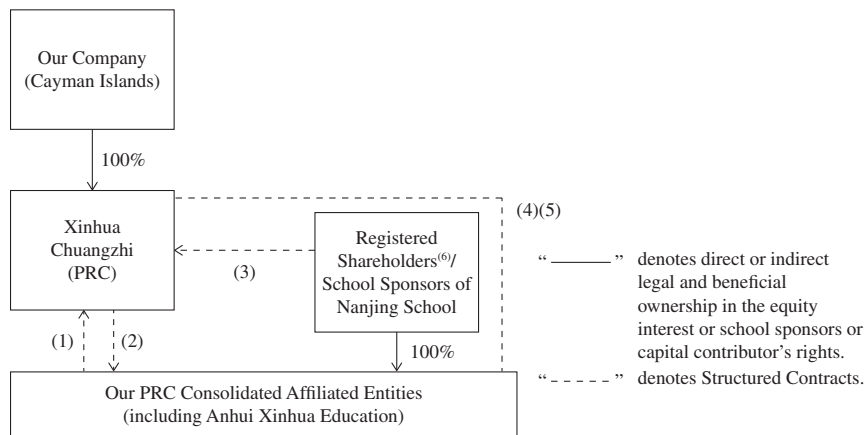 Our Company
(Cayman Islands)
100%
Xinhua
Chuangzhi
(PRC)
(4)(5)
Registered
Shareholders(6)/
School Sponsors of
Nanjing School
(3)
(1)
(2)
100%
Our PRC Consolidated Affiliated Entities
(including Anhui Xinhua Education)
“ ” denotes direct or indirect
legal and beneficial
ownership in the equity
interest or school sponsors or
capital contributor’s rights.
“ ” denotes Structured Contracts.